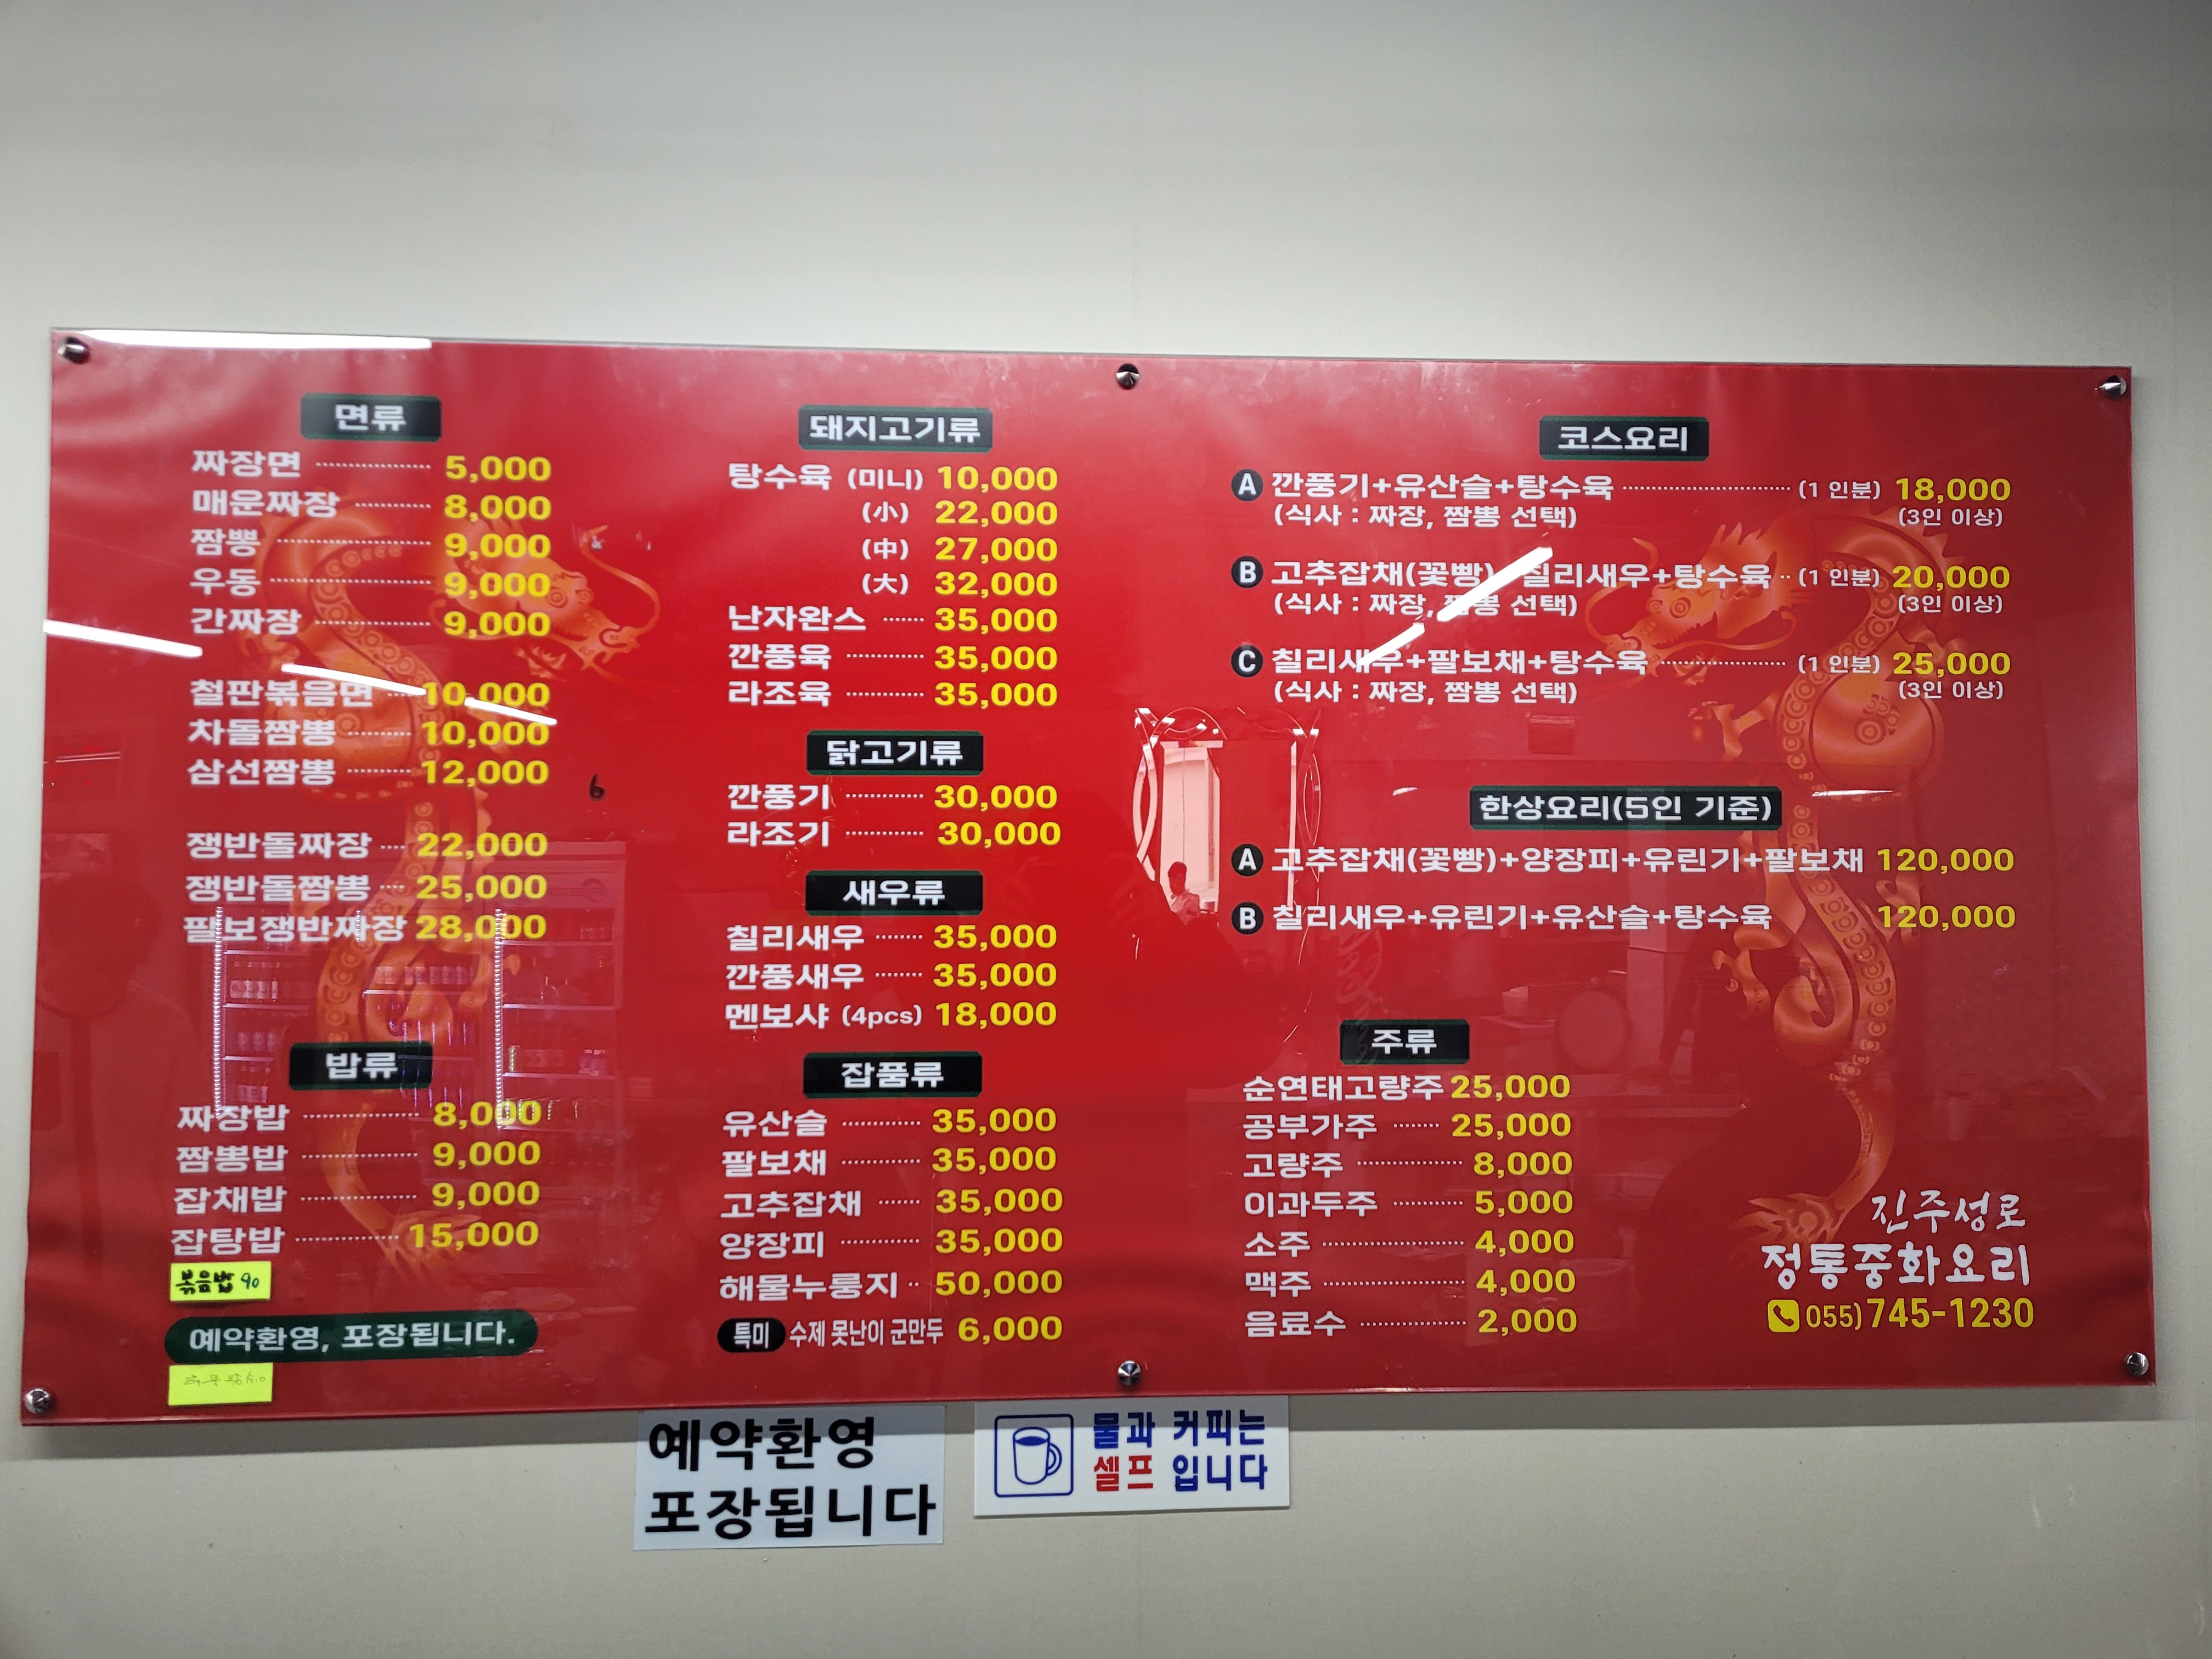 면류
짜장면 5,000
매운짜장 8,000
짬뽕 9,000
우동 9,000
간짜장 9,000
철판볶음면 10,000
차돌짬뽕 10,000
삼선짬뽕 12,000
쟁반돌짜장 22,000
쟁반돌짬뽕 25,000
팔보쟁반짜장 28,000
밥류
짜장밥 8,000
짬뽕밥 9,000
잡채밥 9,000
잡탕밥 15,000
볶음밥 90
예약환영, 포장됩니다.
돼지고기류
탕수육 (미니) 10,000
(小) 22,000
(中) 27,000
(大) 32,000
난자완스 35,000
깐풍육 35,000
라조육 35,000
닭고기류
깐풍기 30,000
라조기 30,000
새우류
칠리새우 35,000
깐풍새우 35,000
멘보샤 (4pcs) 18,000
잡품류
유산슬 35,000
팔보채 35,000
고추잡채 35,000
양장피 35,000
해물누룽지 50,000
특미 수제 못난이 군만두 6,000
코스요리
A 깐풍기+유산슬+탕수육 (1 인분) 18,000
(식사 : 짜장, 짬뽕 선택) (3인 이상)
B 고추잡채(꽃빵) 칠리새우+탕수육 (1 인분) 20,000
(식사 : 짜장, 짬뽕 선택) (3인 이상)
C 칠리새우+팔보채+탕수육 (1 인분) 25,000
(식사 : 짜장, 짬뽕 선택) (3인 이상)
한상요리(5인 기준)
A 고추잡채(꽃빵)+양장피+유린기+팔보채 120,000
B 칠리새우+유린기+유산슬+탕수육 120,000
주류
순연태고량주 25,000
공부가주 25,000
고량주 8,000
이과두주 5,000
소주 4,000
맥주 4,000
음료수 2,000
진주성로
정통중화요리
055) 745-1230
예약환영
포장됩니다
물과 커피는
셀프 입니다